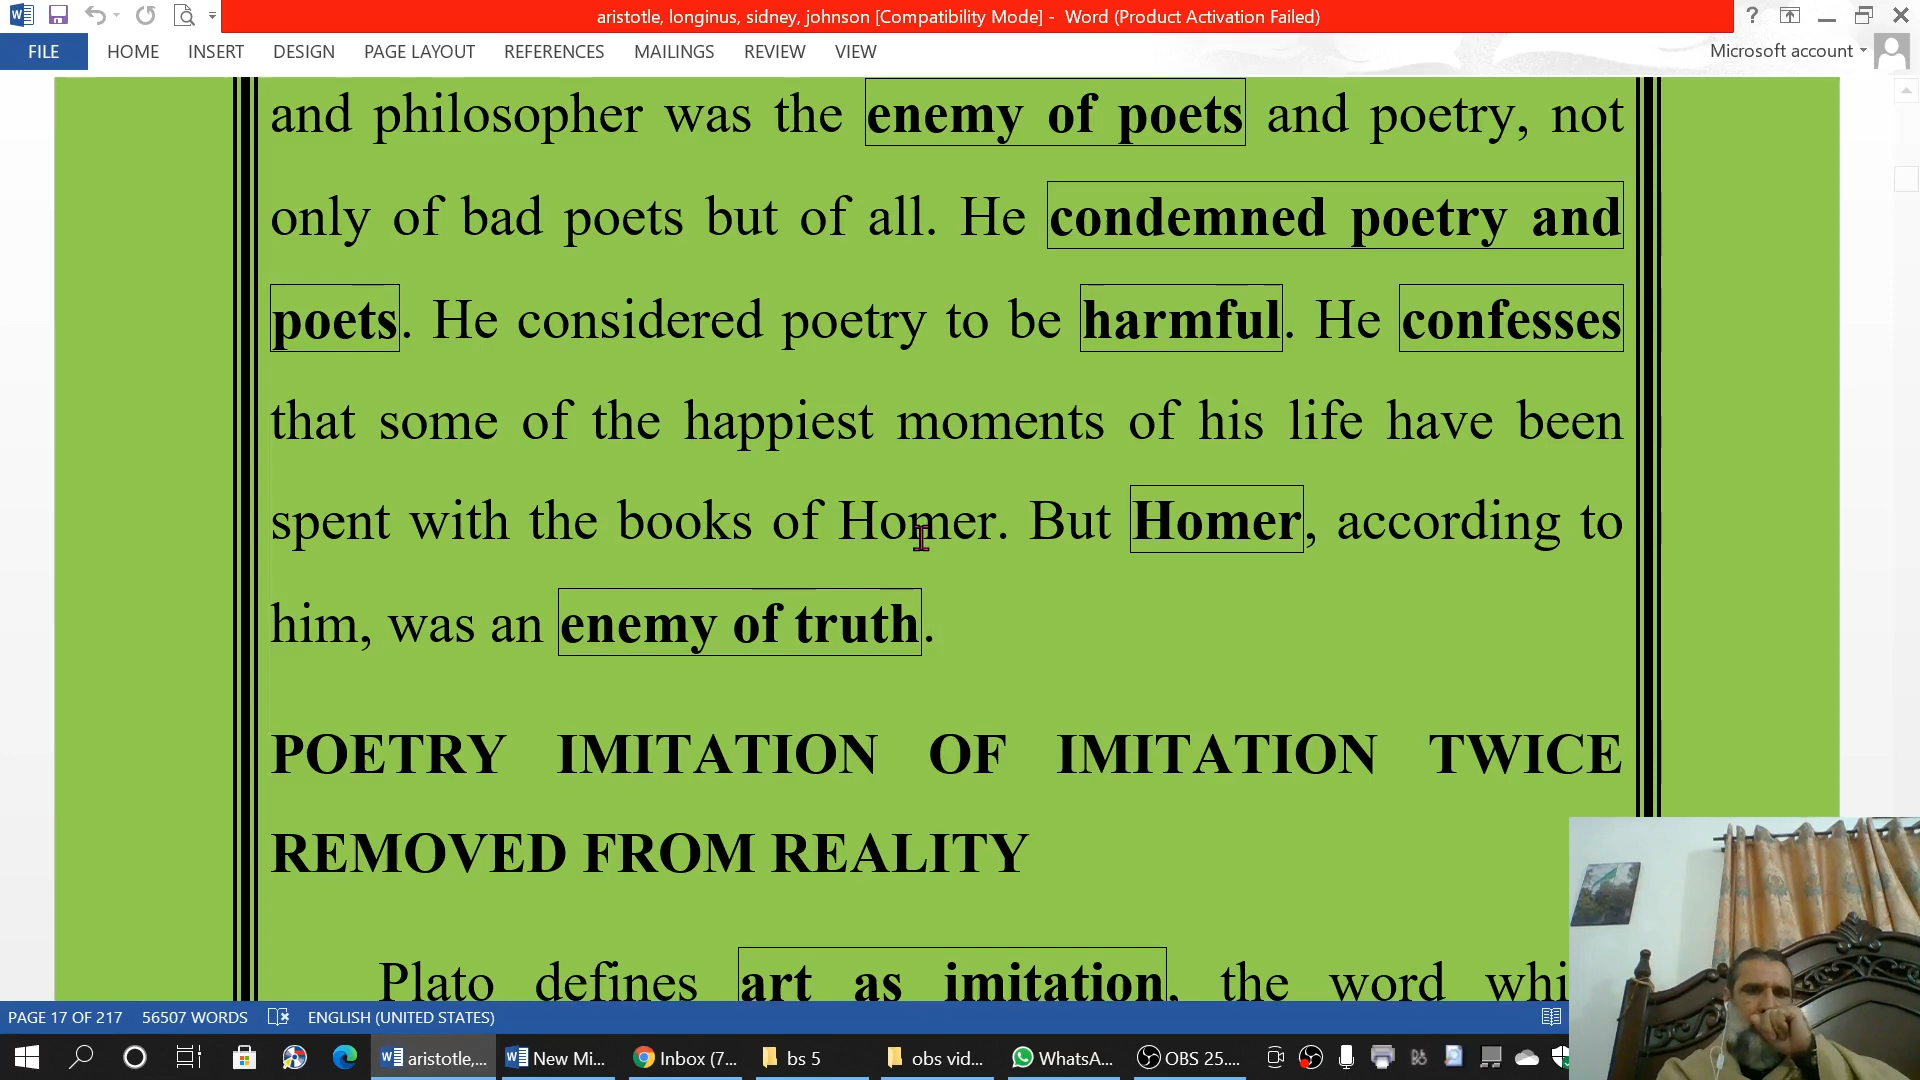 aristotle, longinus, sidney, johnson [Compatibility Mode] - Word (Product Activation Failed)
FILE HOME INSERT DESIGN PAGE LAYOUT REFERENCES MAILINGS REVIEW VIEW Microsoft account
and philosopher was the enemy of poets and poetry, not
only of bad poets but of all. He condemned poetry and
poets. He considered poetry to be harmful. He confesses
that some of the happiest moments of his life have been
spent with the books of Homer. But Homer, according to
him, was an enemy of truth.
POETRY IMITATION OF IMITATION TWICE
REMOVED FROM REALITY
Plato defines art as imitation, the word whi
PAGE 17 OF 217 56507 WORDS ENGLISH (UNITED STATES)
aristotle,... New Mi... Inbox (7... bs 5 obs vid... WhatsA... OBS 25....